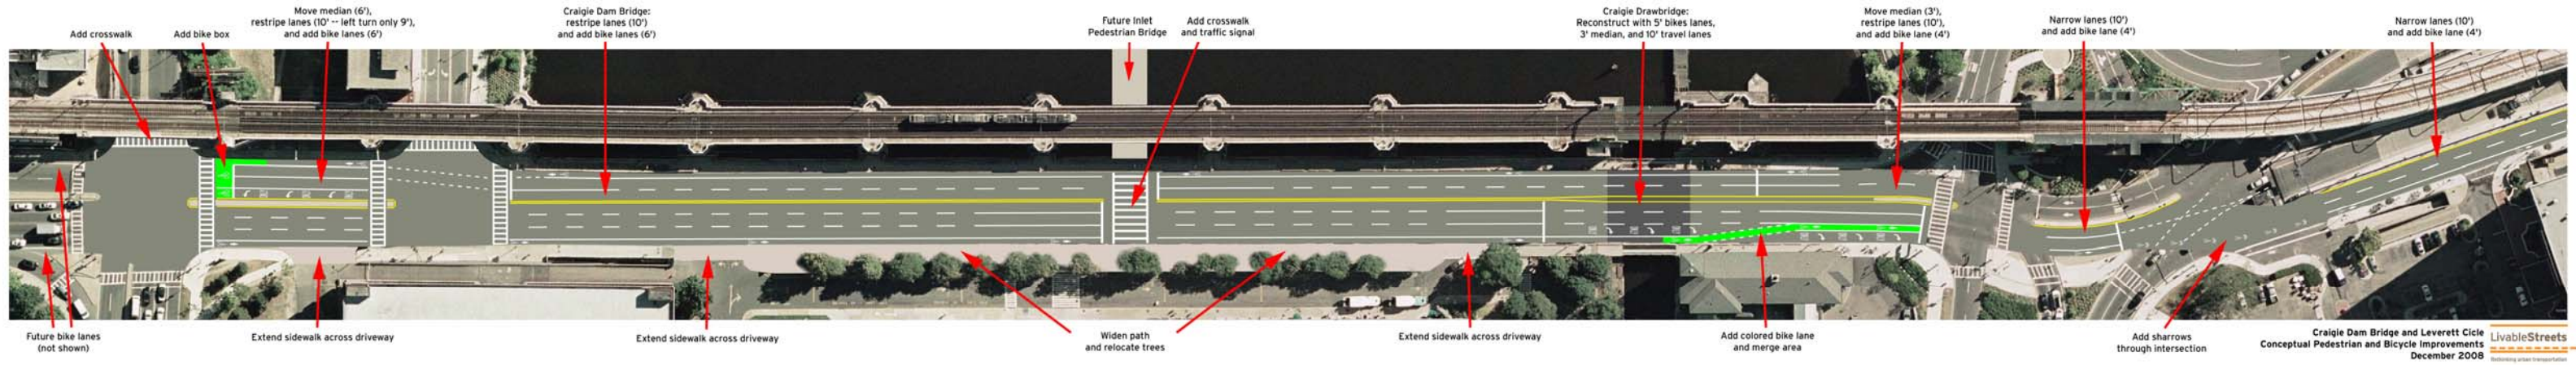 Add crosswalk
Add bike box
Move median (6'),
restripe lanes (10' -- left turn only 9'),
and add bike lanes (6')
Craigie Dam Bridge:
restripe lanes (10')
and add bike lanes (6')
Future Inlet
Pedestrian Bridge
Add crosswalk
and traffic signal
Craigie Drawbridge:
Reconstruct with 5' bikes lanes,
3' median, and 10' travel lanes
Move median (3'),
restripe lanes (10'),
and add bike lane (4')
Narrow lanes (10')
and add bike lane (4')
Narrow lanes (10')
and add bike lane (4')
Future bike lanes
(not shown)
Extend sidewalk across driveway
Extend sidewalk across driveway
Widen path
and relocate trees
Extend sidewalk across driveway
Add colored bike lane
and merge area
Add sharrows
through intersection
Craigie Dam Bridge and Leverett Cicle
Conceptual Pedestrian and Bicycle Improvements
December 2008
LivableStreets
Rethinking urban transportation